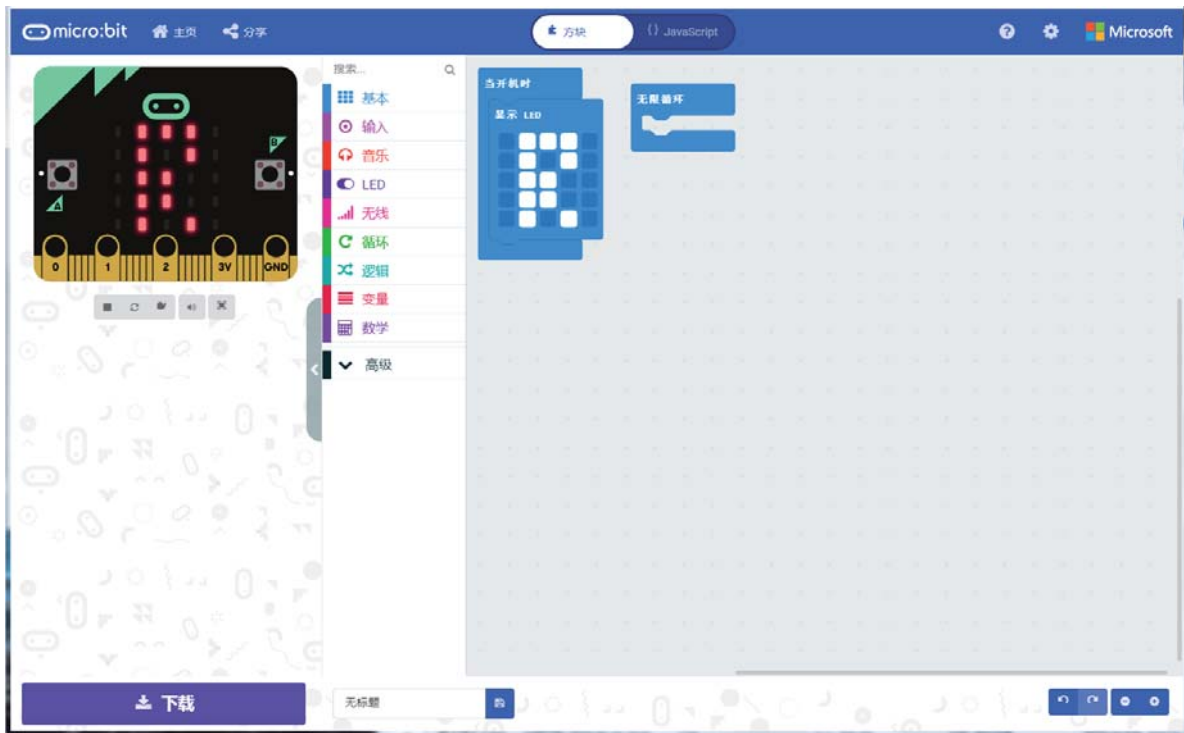 micro:bit 主页 分享 方块 {} JavaScript Microsoft
搜索...
基本
输入
音乐
LED
无线
循环
逻辑
变量
数学
高级
当开机时
显示 LED
无限循环
B
A
0 1 2 3V GND
下载
无标题